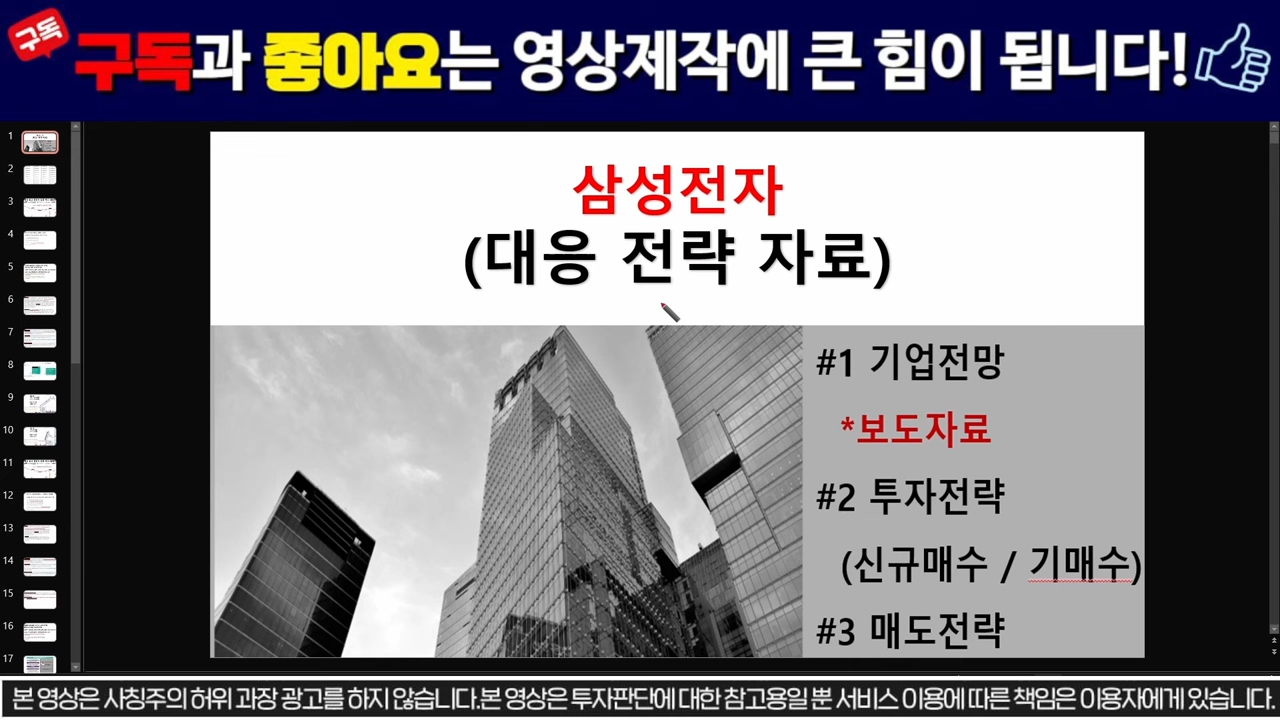 구독
구독과 좋아요는 영상제작에 큰 힘이 됩니다!
삼성전자
(대응 전략 자료)
#1 기업전망
*보도자료
#2 투자전략
(신규매수 / 기매수)
#3 매도전략
1
2
3
4
5
6
7
8
9
10
11
12
13
14
15
16
17
본 영상은 사칭주의 허위 과장 광고를 하지 않습니다.본 영상은 투자판단에 대한 참고용일 뿐 서비스 이용에 따른 책임은 이용자에게 있습니다.